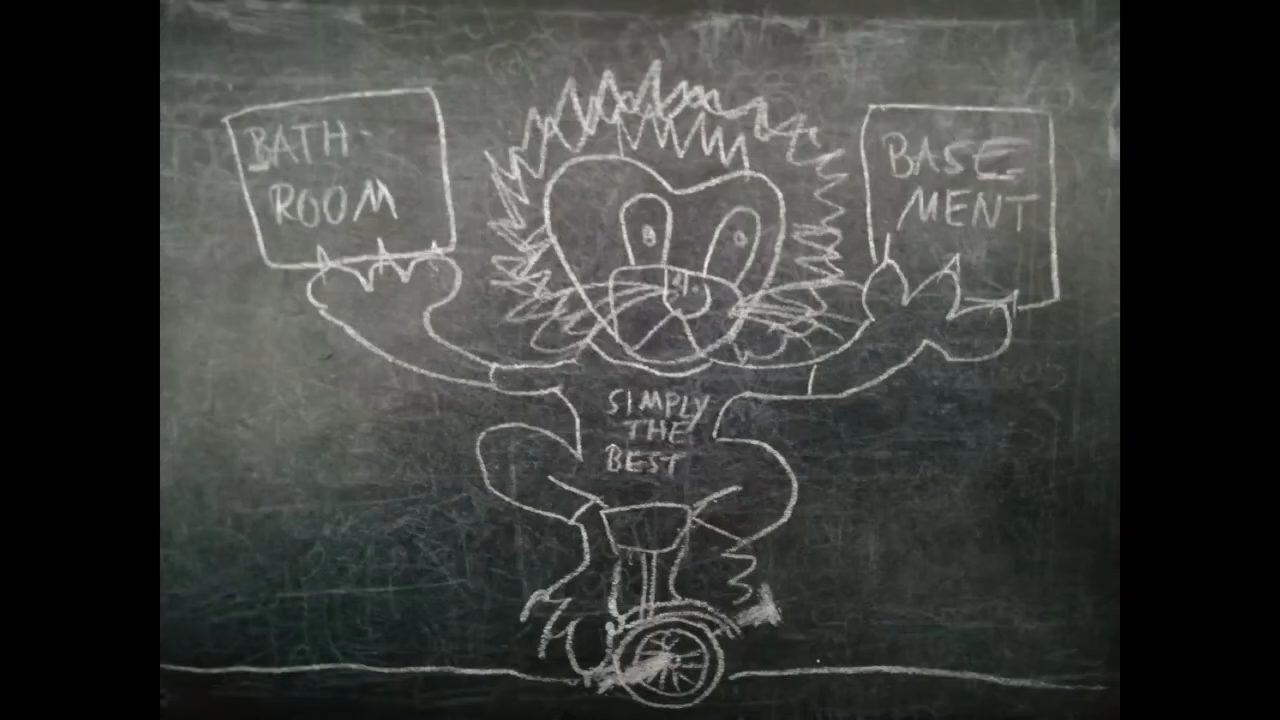 BATH-
ROOM
BASE-
MENT
SIMPLY
THE
BEST